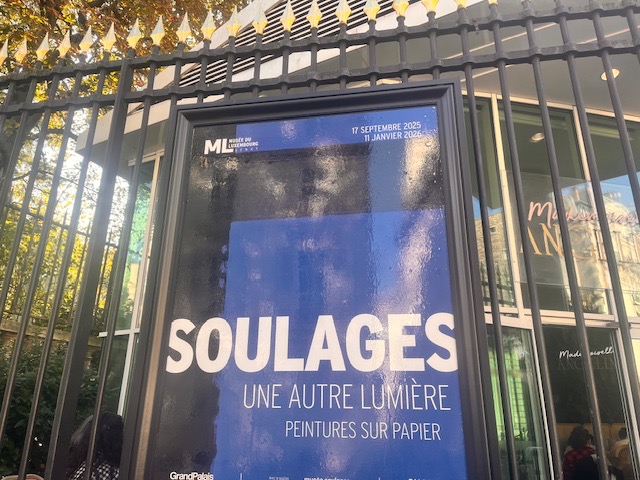 ML MUSÉE DU
LUXEMBOURG
17 SEPTEMBRE 2025
11 JANVIER 2026
SOULAGES
UNE AUTRE LUMIÈRE
PEINTURES SUR PAPIER
GrandPalais